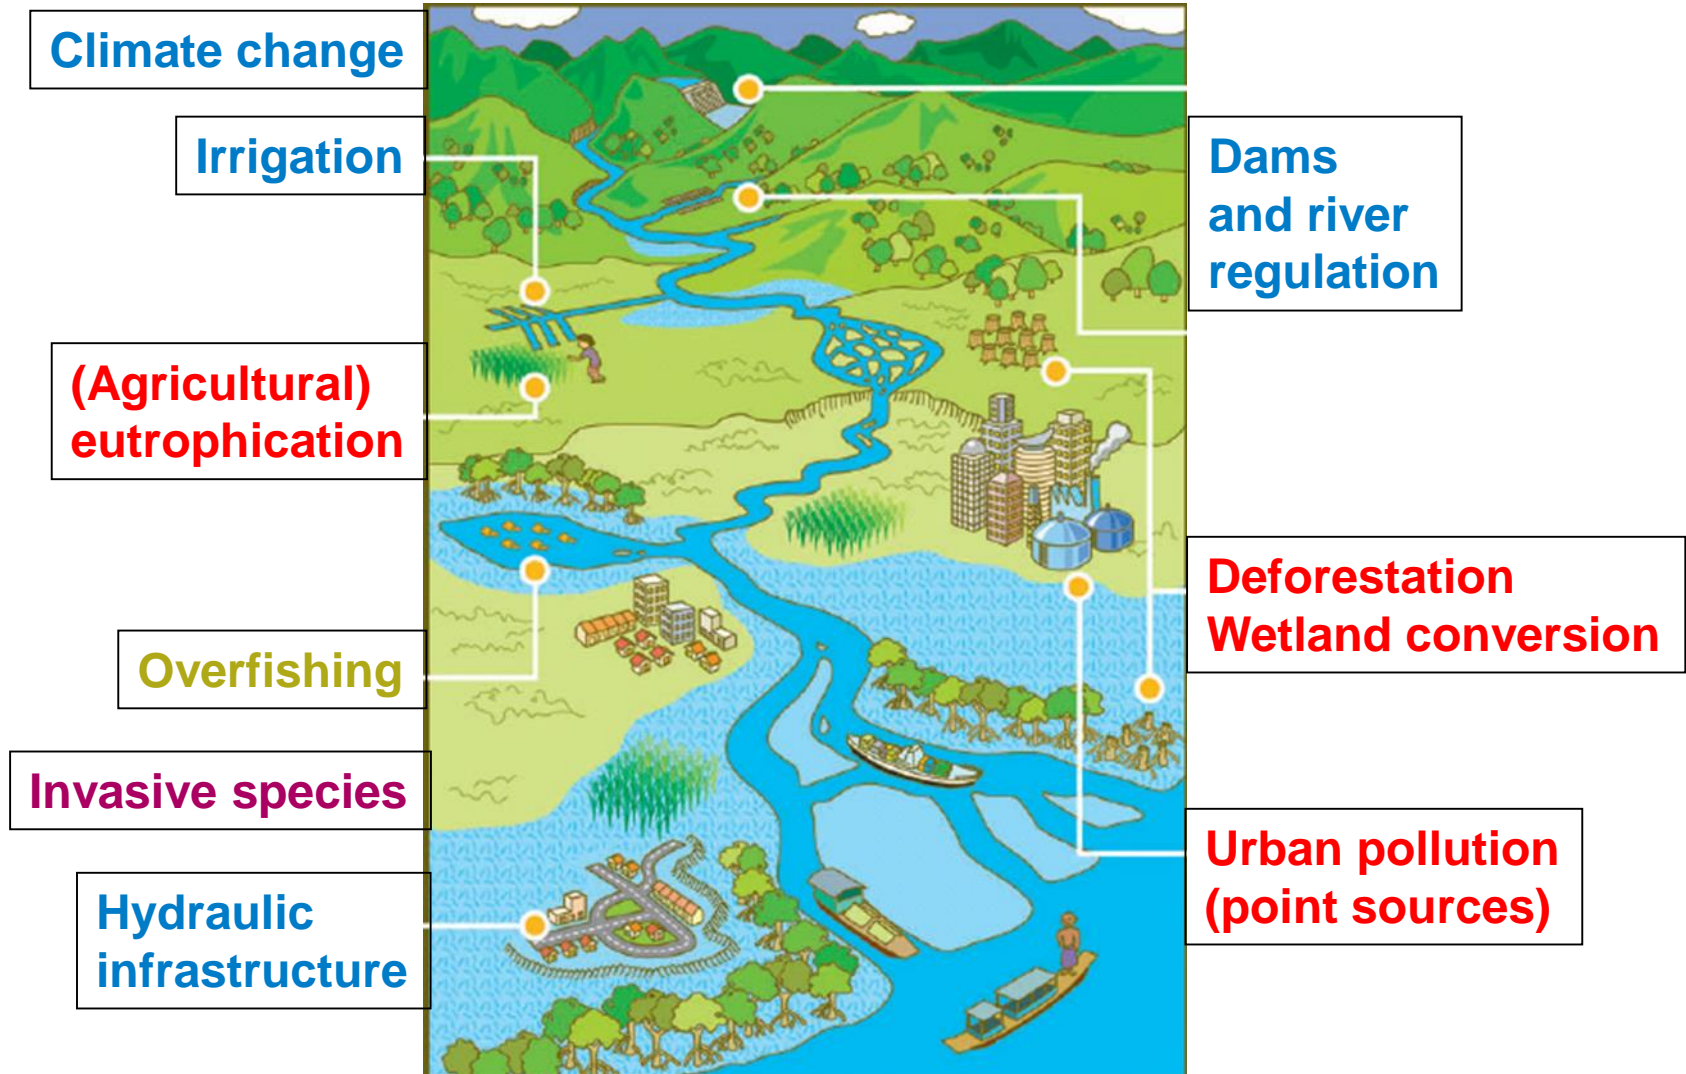 Climate change
Irrigation
(Agricultural)
eutrophication
Overfishing
Invasive species
Hydraulic
infrastructure
Dams
and river
regulation
Deforestation
Wetland conversion
Urban pollution
(point sources)